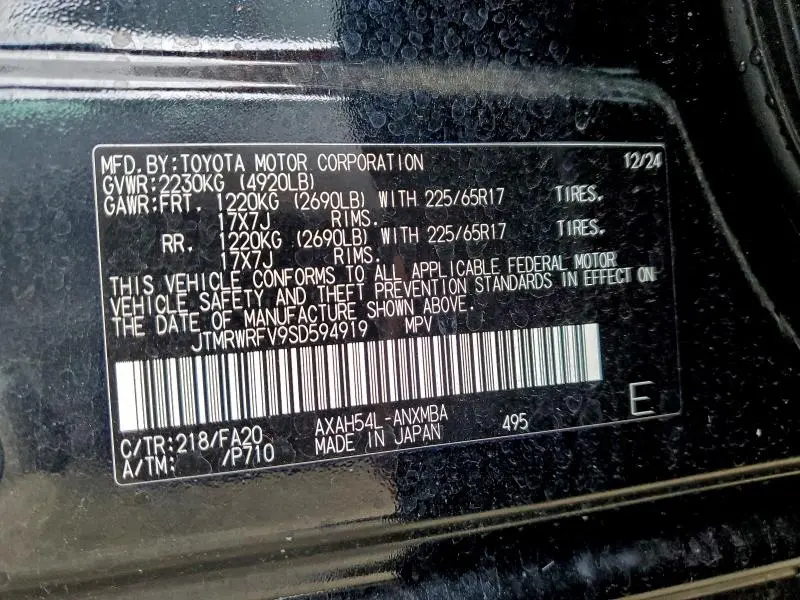 MFD.BY:TOYOTA MOTOR CORPORATION 12/24
GVWR:2230KG (4920LB)
GAWR:FRT. 1220KG (2690LB) WITH 225/65R17 TIRES.
17X7J RIMS.
RR. 1220KG (2690LB) WITH 225/65R17 TIRES.
17X7J RIMS.
THIS VEHICLE CONFORMS TO ALL APPLICABLE FEDERAL MOTOR
VEHICLE SAFETY AND THEFT PREVENTION STANDARDS IN EFFECT ON
THE DATE OF MANUFACTURE SHOWN ABOVE.
JTMRWRFV9SD594919 MPV
C/TR:218/FA20 AXAH54L-ANXMBA 495 E
A/TM: /P710 MADE IN JAPAN